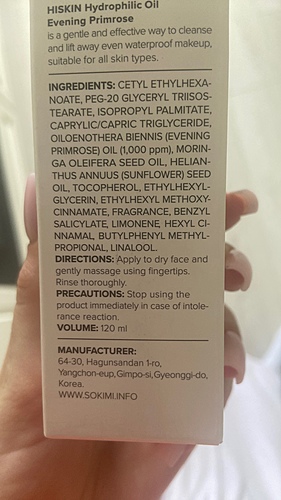 HISKIN Hydrophilic Oil
Evening Primrose
is a gentle and effective way to cleanse
and lift away even waterproof makeup,
suitable for all skin types.
INGREDIENTS: CETYL ETHYLHEXA-
NOATE, PEG-20 GLYCERYL TRIISOS-
TEARATE, ISOPROPYL PALMITATE,
CAPRYLIC/CAPRIC TRIGLYCERIDE,
OILOENOTHERA BIENNIS (EVENING
PRIMROSE) OIL (1,000 ppm), MORIN-
GA OLEIFERA SEED OIL, HELIAN-
THUS ANNUUS (SUNFLOWER) SEED
OIL, TOCOPHEROL, ETHYLHEXYL-
GLYCERIN, ETHYLHEXYL METHOXY-
CINNAMATE, FRAGRANCE, BENZYL
SALICYLATE, LIMONENE, HEXYL CI-
NNAMAL, BUTYLPHENYL METHYL-
PROPIONAL, LINALOOL.
DIRECTIONS: Apply to dry face and
gently massage using fingertips.
Rinse thoroughly.
PRECAUTIONS: Stop using the
product immediately in case of intole-
rance reaction.
VOLUME: 120 ml
MANUFACTURER:
64-30, Hagunsandan 1-ro,
Yangchon-eup, Gimpo-si, Gyeonggi-do,
Korea.
WWW.SOKIMI.INFO